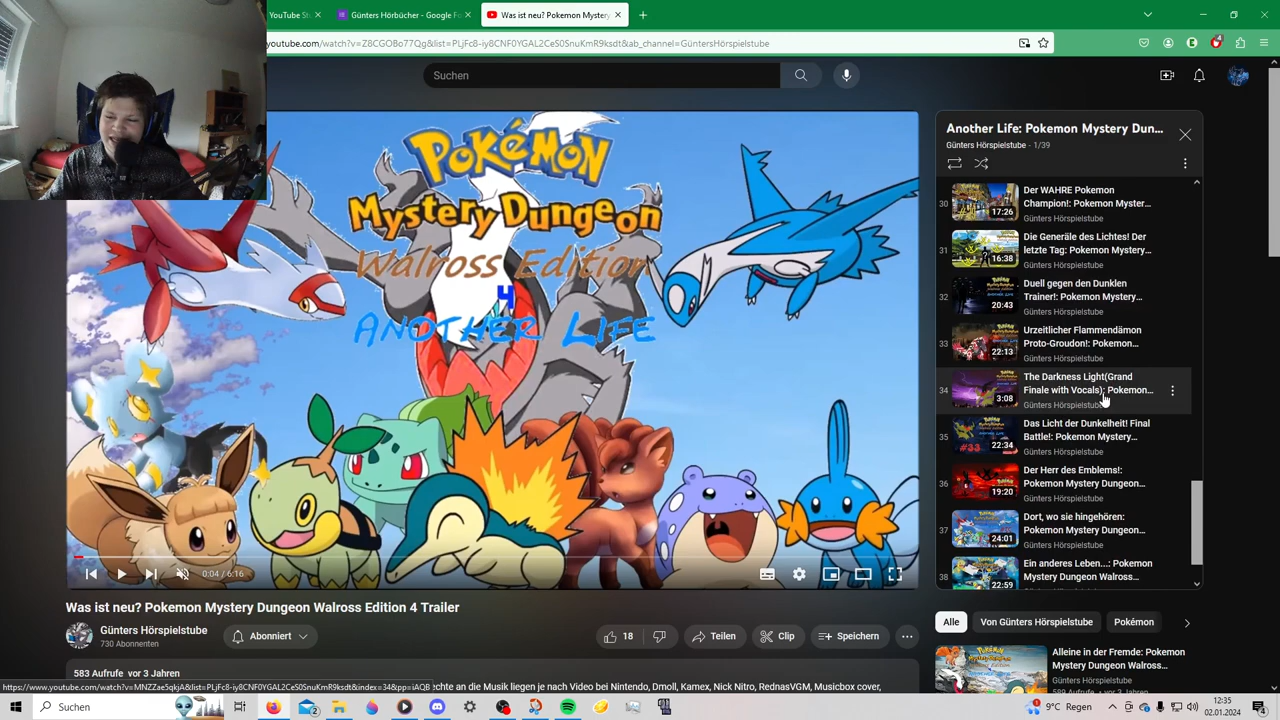 YouTube Stu
Günters Hörbücher - Google Fo
Was ist neu? Pokemon Mystery
youtube.com/watch?v=Z8CGOBo77Qg&list=PLjFc8-iy8CNF0YGAL2CeS0SnuKmR9ksdt&ab_channel=GüntersHörspielstube
Suchen
POKéMON
Mystery Dungeon
Walross Edition
4
Another Life
0:04 / 6:16
Was ist neu? Pokemon Mystery Dungeon Walross Edition 4 Trailer
Günters Hörspielstube
730 Abonnenten
Abonniert
18
Teilen
Clip
Speichern
583 Aufrufe vor 3 Jahren
echte an die Musik liegen je nach Video bei Nintendo, Dmoll, Kamex, Nick Nitro, RednasVGM, Musicbox cover,
Another Life: Pokemon Mystery Dun...
Günters Hörspielstube - 1/39
30
17:26
Der WAHRE Pokemon
Champion!: Pokemon Myster...
Günters Hörspielstube
31
16:38
Die Generäle des Lichtes! Der
letzte Tag: Pokemon Mystery...
Günters Hörspielstube
32
20:43
Duell gegen den Dunklen
Trainer!: Pokemon Mystery...
Günters Hörspielstube
33
22:13
Urzeitlicher Flammendämon
Proto-Groudon!: Pokemon...
Günters Hörspielstube
34
3:08
The Darkness Light(Grand
Finale with Vocals): Pokemon...
Günters Hörspielstube
35
#33
22:34
Das Licht der Dunkelheit! Final
Battle!: Pokemon Mystery...
Günters Hörspielstube
36
19:20
Der Herr des Emblems!:
Pokemon Mystery Dungeon...
Günters Hörspielstube
37
24:01
Dort, wo sie hingehören:
Pokemon Mystery Dungeon...
Günters Hörspielstube
38
22:59
Ein anderes Leben...: Pokemon
Mystery Dungeon Walross...
Alle
Von Günters Hörspielstube
Pokémon
Alleine in der Fremde: Pokemon
Mystery Dungeon Walross...
Günters Hörspielstube
https://www.youtube.com/watch?v=MNZZae5qkjA&list=PLjFc8-iy8CNF0YGAL2CeS0SnuKmR9ksdt&index=34&pp=iAQB
Suchen
9°C Regen
12:35
02.01.2024